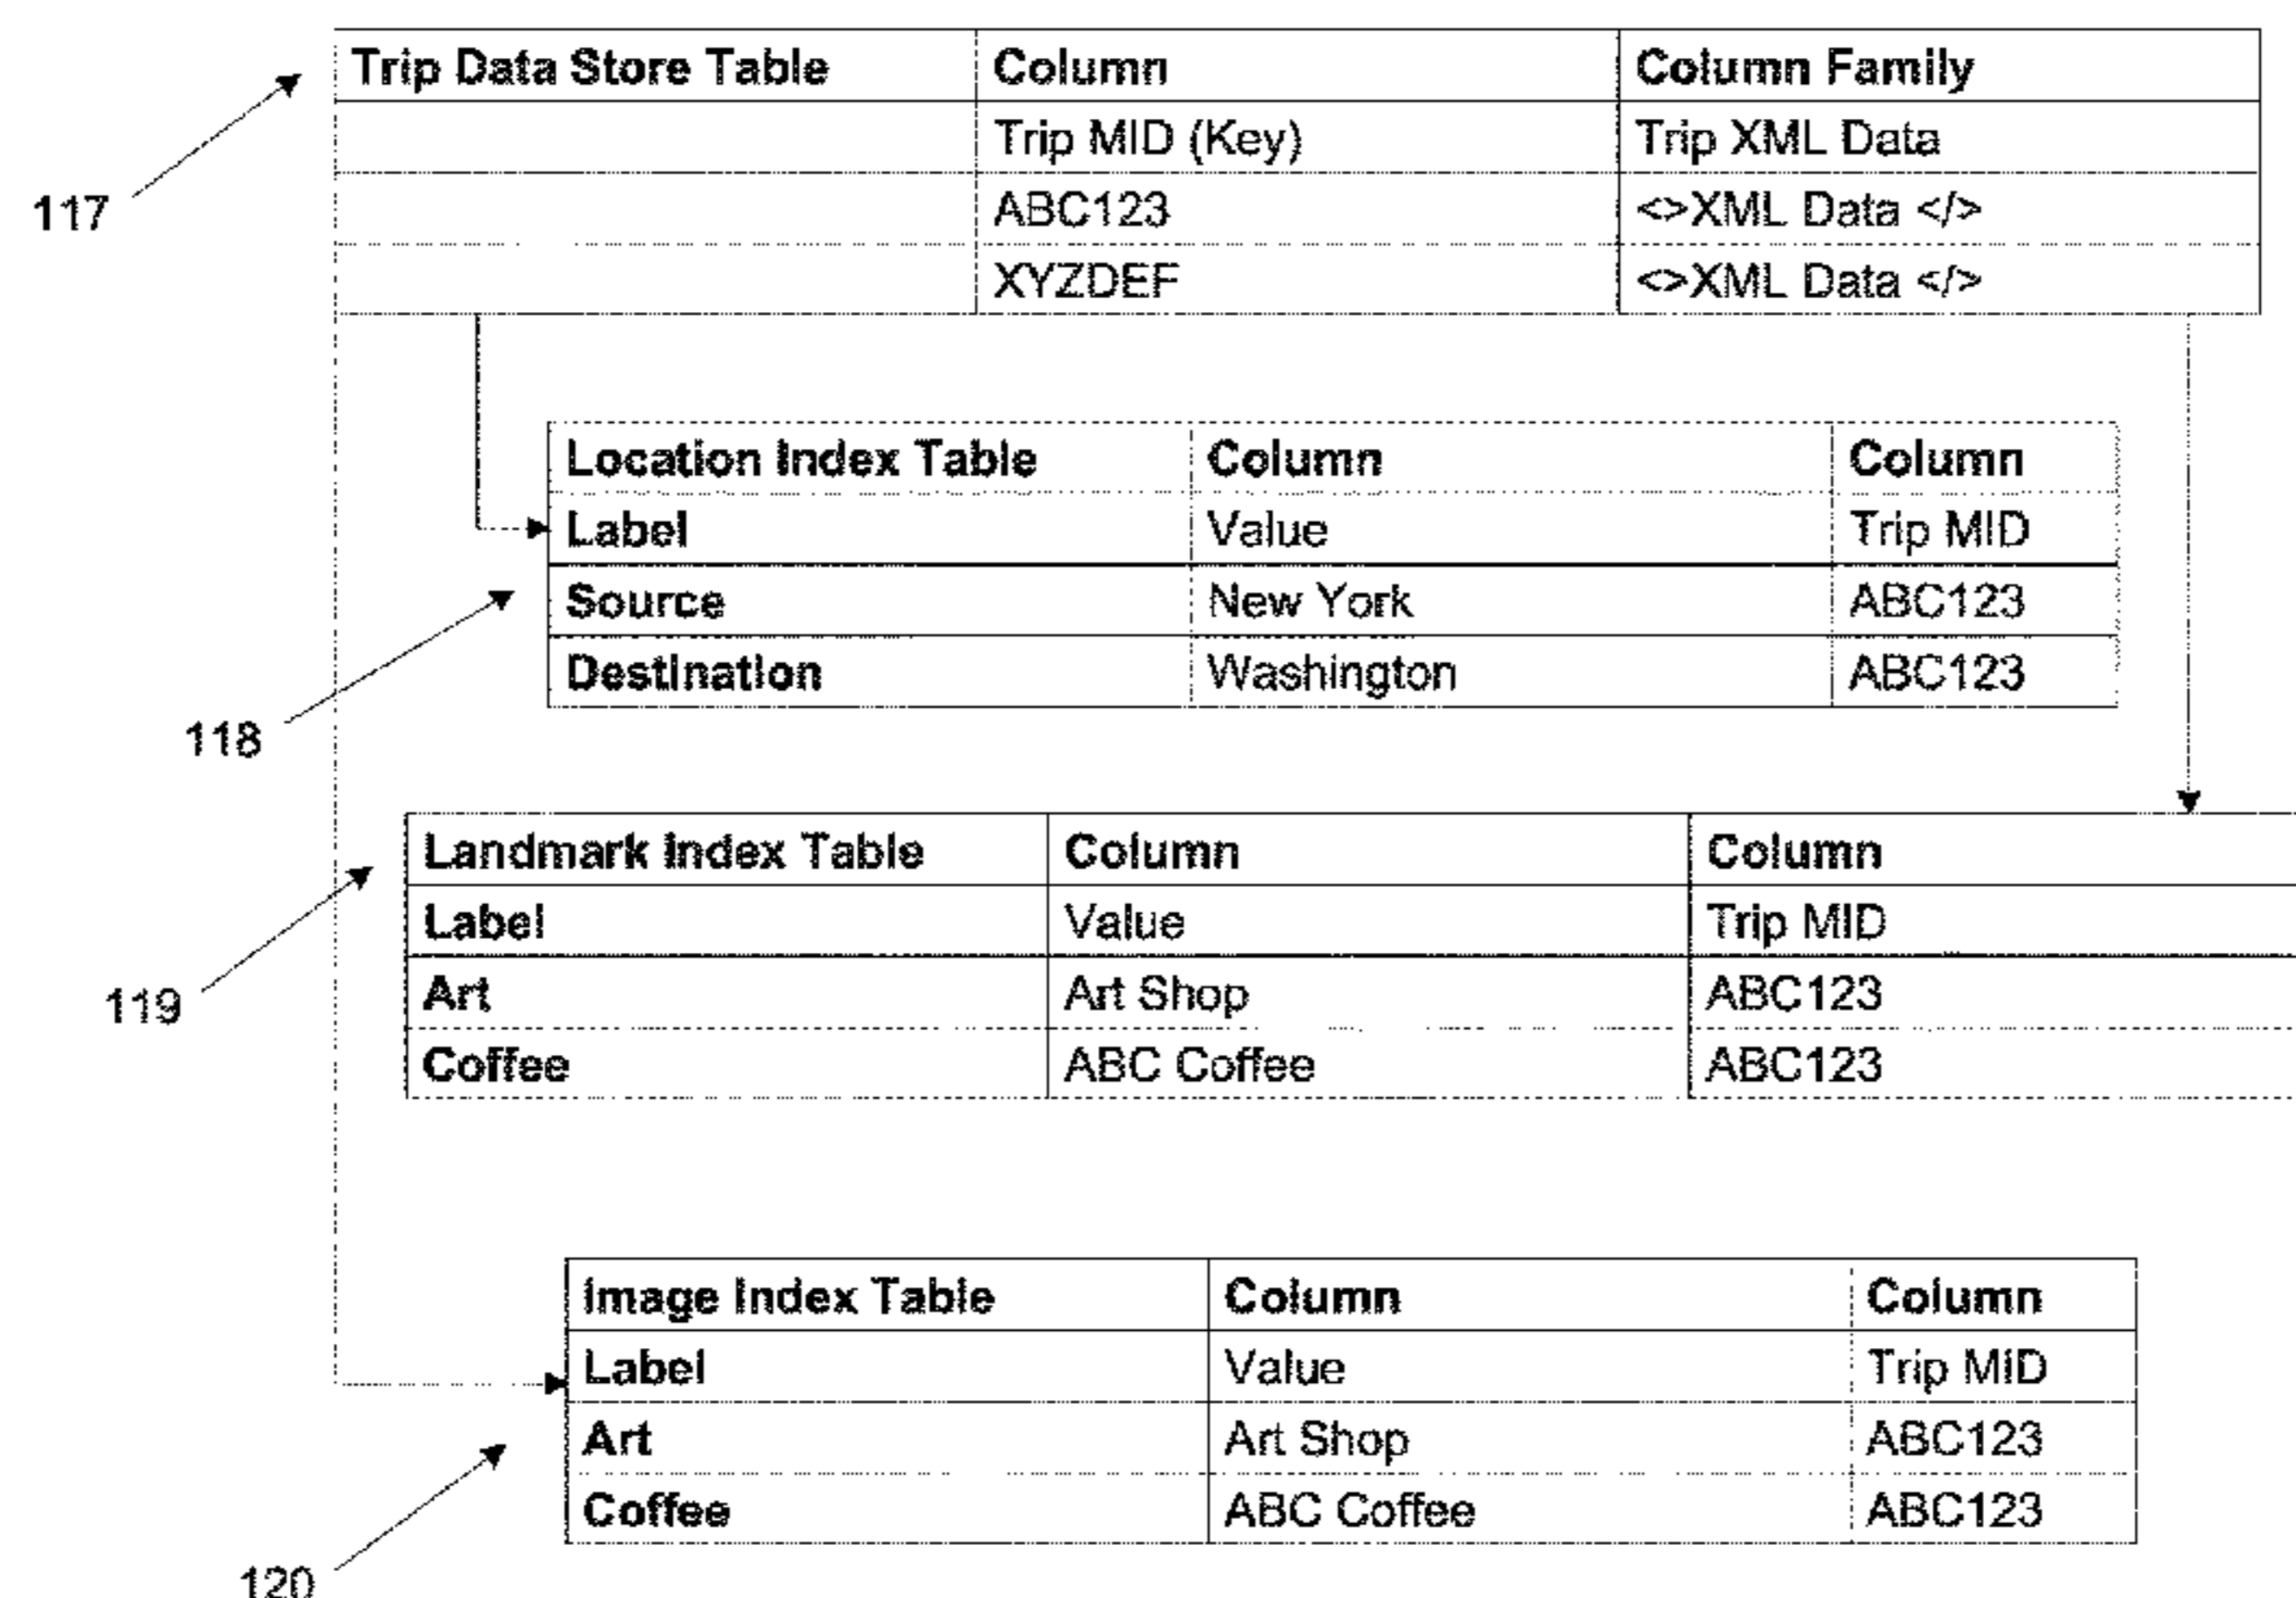 Trip Data Store Table Column Column Family
Trip MID (Key) Trip XML Data
ABC123 <>XML Data </>
117
XYZDEF <>XML Data </>
Location Index Table Column Column
Label Value Trip MID
Source New York ABC123
Destination Washington ABC123
118
Landmark Index Table Column Column
Label Value Trip MID
Art Art Shop ABC123
119
Coffee ABC Coffee ABC123
Image Index Table Column Column
Label Value Trip MID
Art Art Shop ABC123
Coffee ABC Coffee ABC123
120